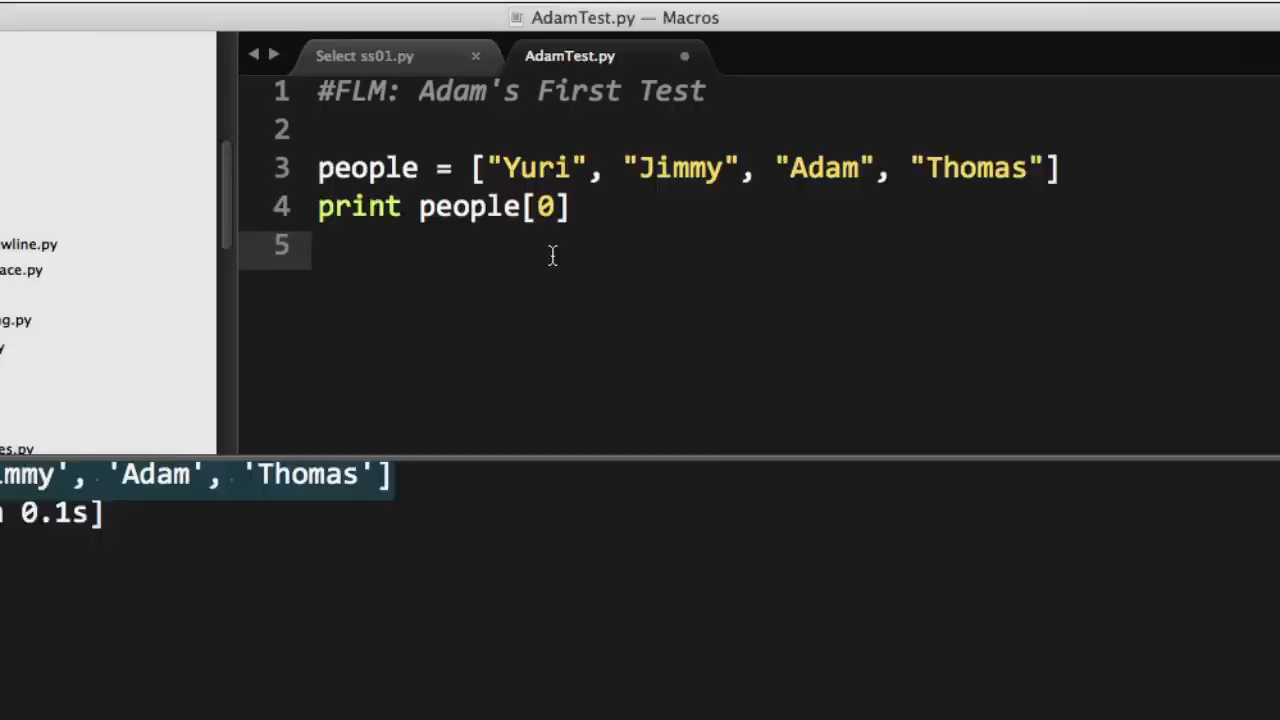 AdamTest.py — Macros
Select ss01.py
AdamTest.py
1 #FLM: Adam's First Test
2
3 people = ["Yuri", "Jimmy", "Adam", "Thomas"]
4 print people[0]
5
wline.py
ace.py
g.py
y
es.py
mmy', 'Adam', 'Thomas']
0.1s]